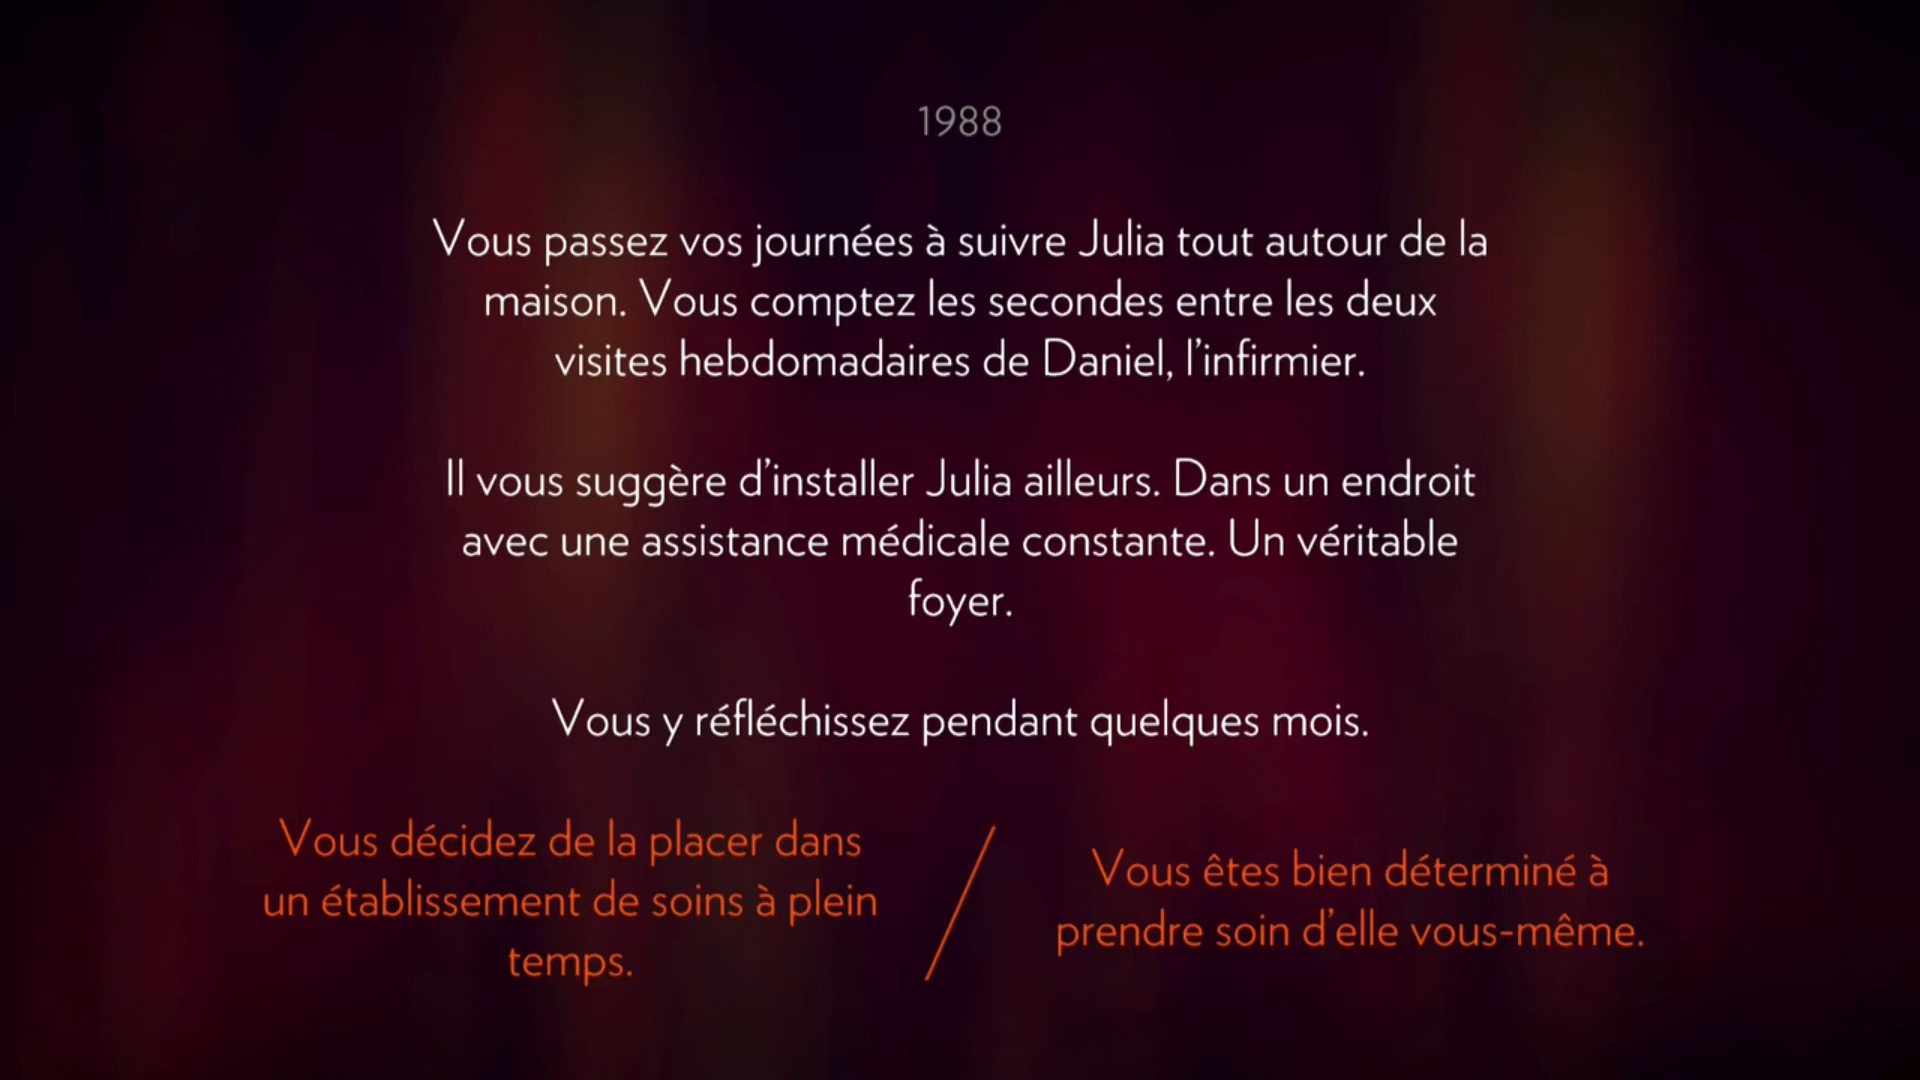 1988
Vous passez vos journées à suivre Julia tout autour de la
maison. Vous comptez les secondes entre les deux
visites hebdomadaires de Daniel, l’infirmier.
Il vous suggère d’installer Julia ailleurs. Dans un endroit
avec une assistance médicale constante. Un véritable
foyer.
Vous y réfléchissez pendant quelques mois.
Vous décidez de la placer dans
un établissement de soins à plein
temps.
Vous êtes bien déterminé à
prendre soin d’elle vous-même.